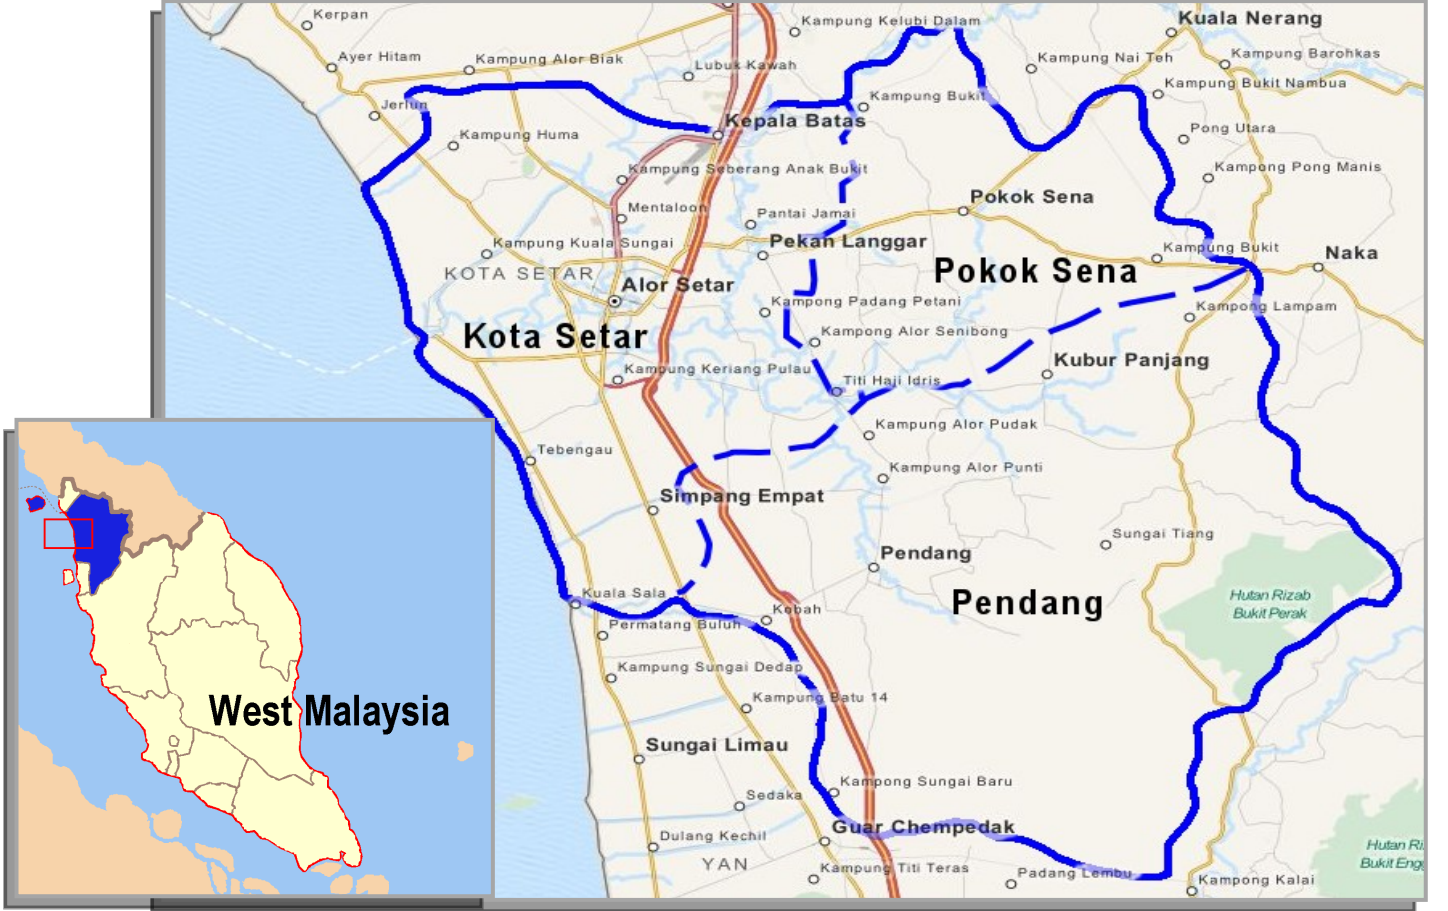 Kerpan
Kampung Kelubi Dalam
Kuala Nerang
Ayer Hitam
Kampung Alor Biak
Lubuk Kawah
Kampung Nai Teh
Kampung Barohkas
Kampung Bukit Nambua
Jerlun
Kampung Bukit
Kepala Batas
Kampung Huma
Pong Utara
Kampung Seberang Anak Bukit
Kampong Pong Manis
Pokok Sena
Mentaloon
Pantai Jamai
Kampung Kuala Sungai
Pekan Langgar
Kampung Bukit
Naka
KOTA SETAR
Pokok Sena
Alor Setar
Kampong Padang Petani
Kampong Lampam
Kota Setar
Kampong Alor Senibong
Kubur Panjang
Kampung Keriang Pulau
Titi Haji Idris
Kampung Alor Pudak
Tebengau
Kampung Alor Punti
Simpang Empat
Sungai Tiang
Pendang
Kuala Sala
Pendang
Hutan Rizab
Bukit Perak
Kobah
Permatang Buluh
Kampung Sungai Dedap
Kampung Batu 14
West Malaysia
Sungai Limau
Kampong Sungai Baru
Sedaka
Guar Chempedak
Dulang Kechil
Hutan Ri
Bukit Engg
YAN
Kampung Titi Teras
Padang Lembu
Kampong Kalai